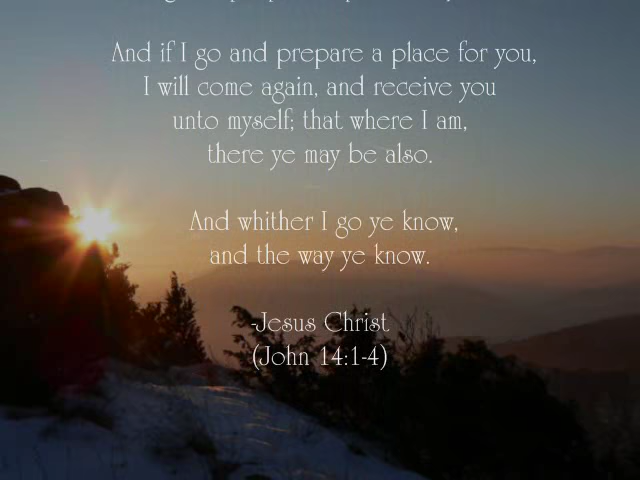 And if I go and prepare a place for you,
I will come again, and receive you
unto myself; that where I am,
there ye may be also.
And whither I go ye know,
and the way ye know.
-Jesus Christ
(John 14:1-4)